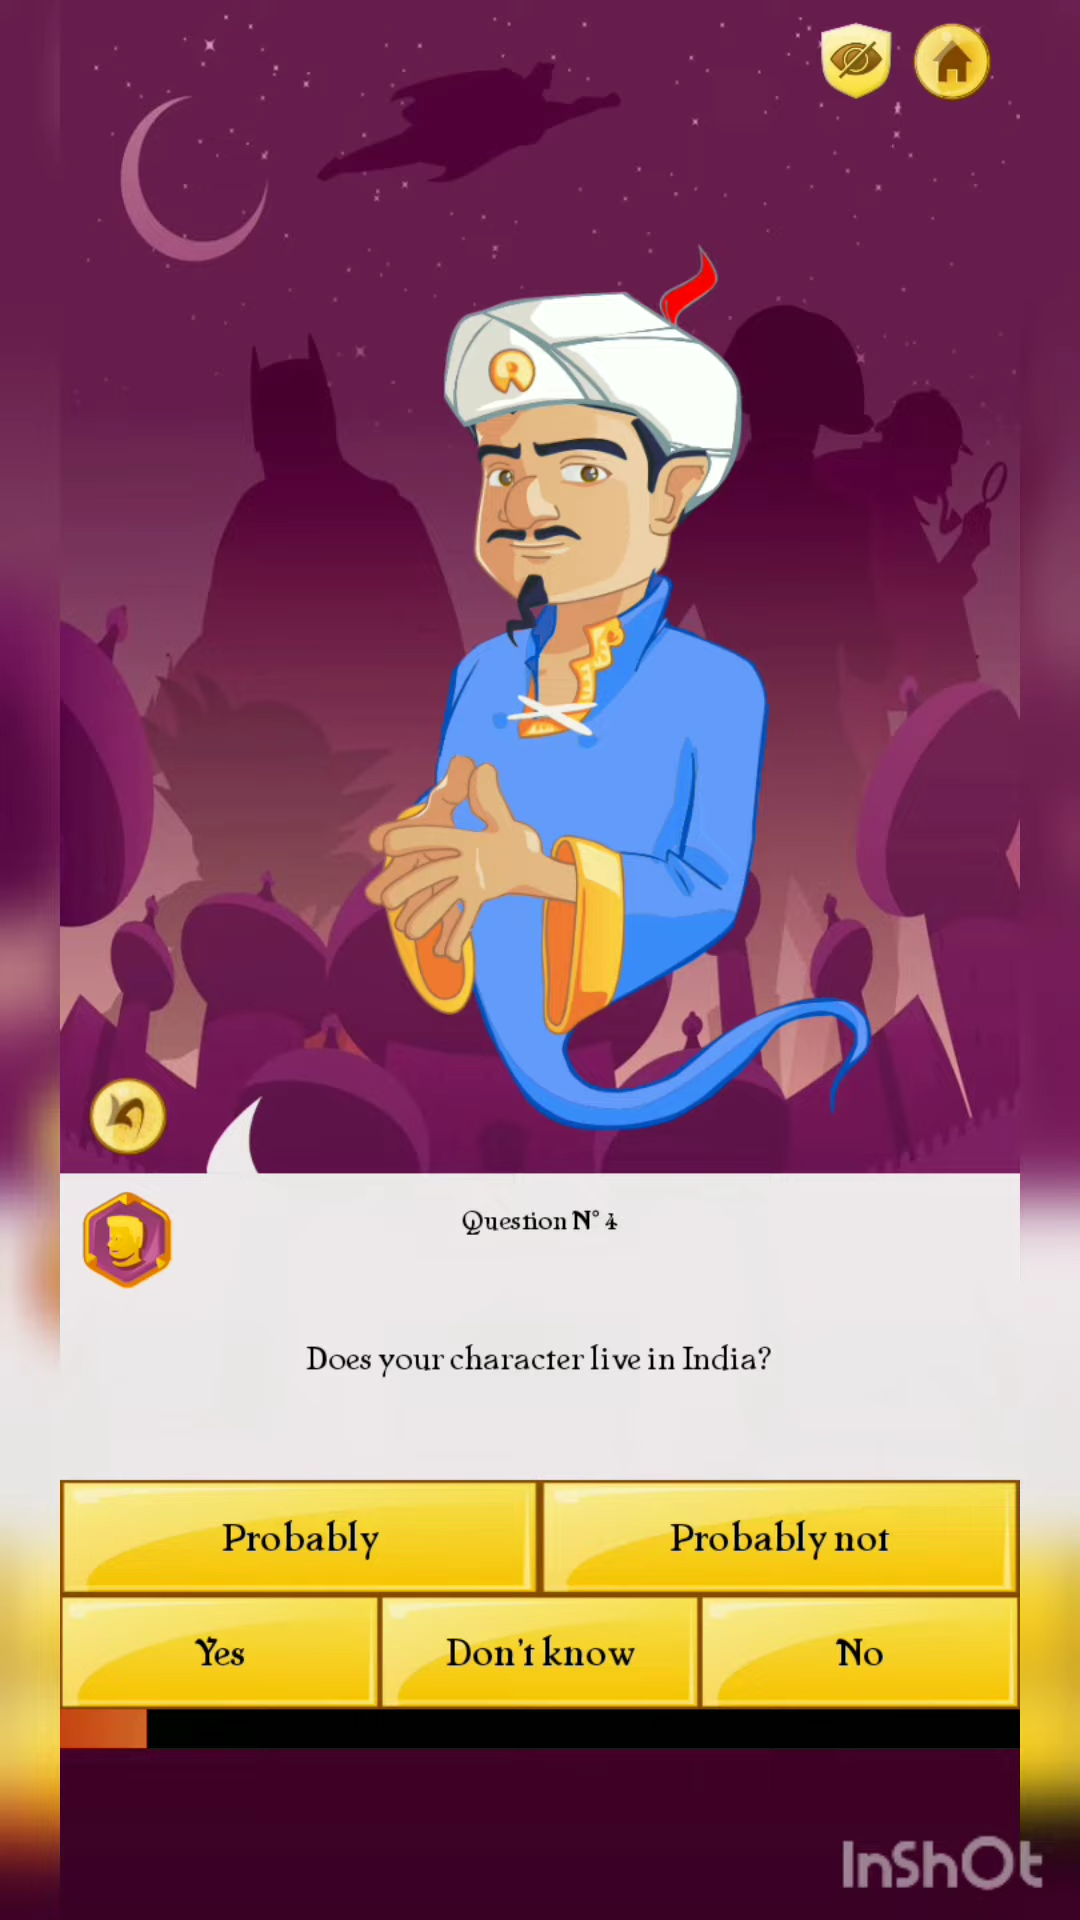 Question N° 4
Does your character live in India?
Probably
Probably not
Yes
Don't know
No
InShOt